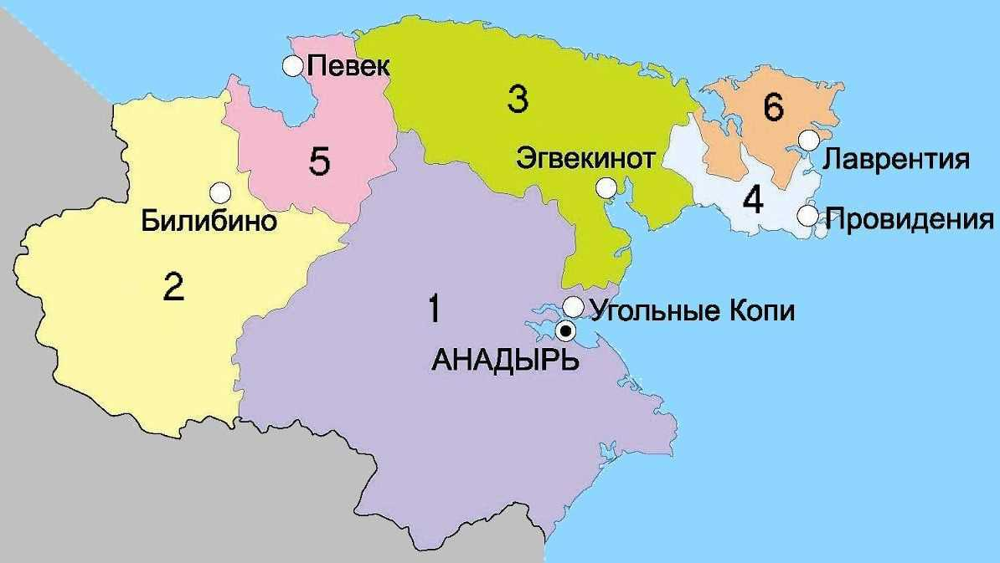 Певек
3
6
Эгвекинот
Лаврентия
5
4
Билибино
Провидения
2
1
Угольные Копи
АНАДЫРЬ